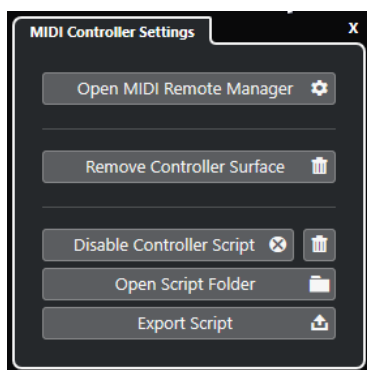 MIDI Controller Settings x
Open MIDI Remote Manager
Remove Controller Surface
Disable Controller Script
Open Script Folder
Export Script